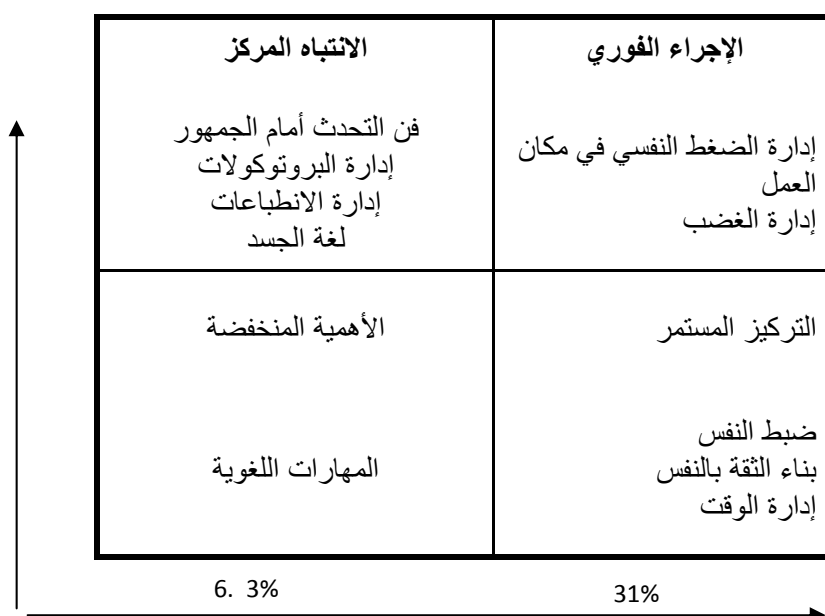 الإجراء الفوري
إدارة الضغط النفسي في مكان
العمل
إدارة الغضب
الانتباه المركز
فن التحدث أمام الجمهور
إدارة البروتوكولات
إدارة الانطباعات
لغة الجسد
التركيز المستمر
ضبط النفس
بناء الثقة بالنفس
إدارة الوقت
الأهمية المنخفضة
المهارات اللغوية
6. 3%
31%